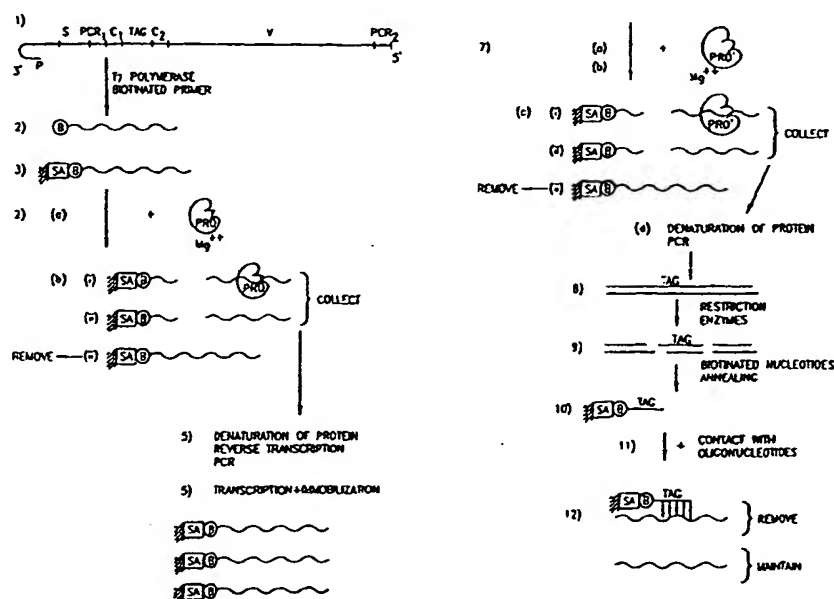 1)
S PCR1 C1 TAG C2 V PCR2
3' P 5'
T7 POLYMERASE
BIOTINATED PRIMER
2) B
3) SA B
2) (a) + PRO
Mg++
(b) (i) SA B PRO
(ii) SA B
COLLECT
REMOVE SA B
5) DENATURATION OF PROTEIN
REVERSE TRANSCRIPTION
PCR
5) TRANSCRIPTION+IMMOBILIZATION
SA B
SA B
SA B
7) (a) + PRO'
(b) Mg++
(c) (i) SA B PRO'
SA B
COLLECT
REMOVE SA B
(d) DENATURATION OF PROTEIN
PCR
8) TAG
RESTRICTION
ENZYMES
9) TAG
BIOTINATED NUCLEOTIDES
ANNEALING
10) SA B TAG
11) + CONTACT WITH
OLIGONUCLEOTIDES
12) SA B TAG
REMOVE
MAINTAIN